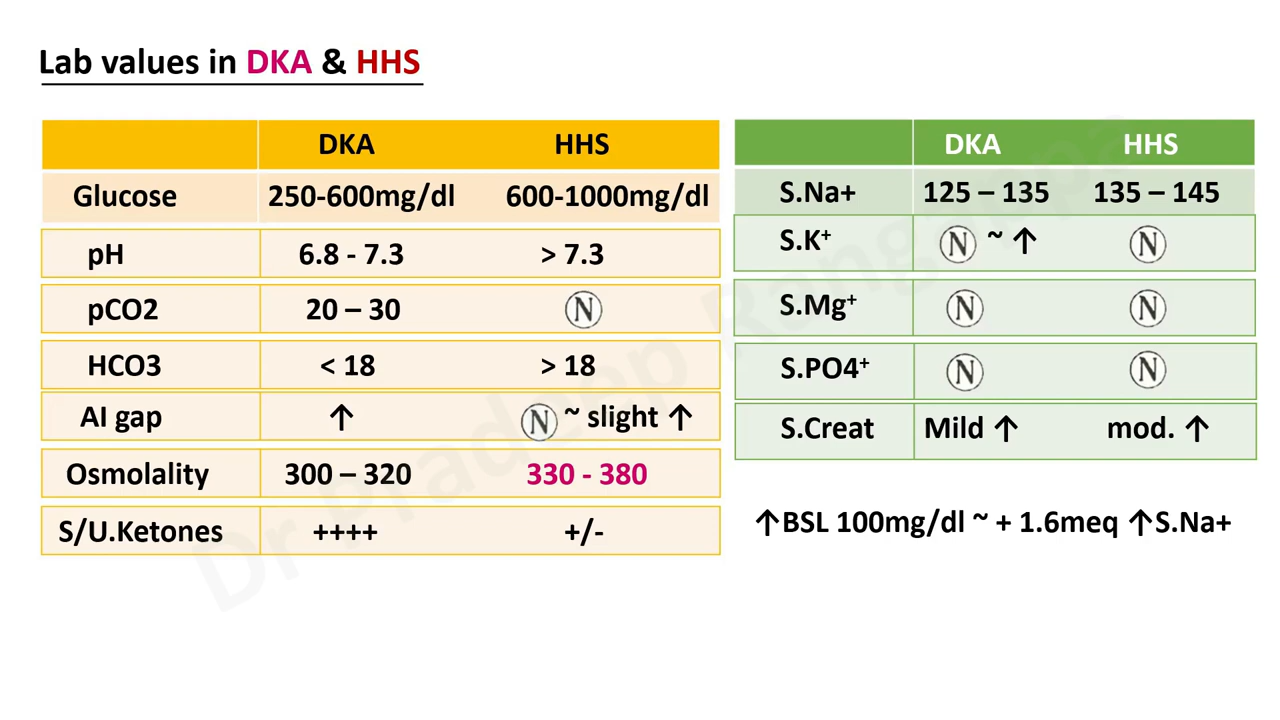 Lab values in DKA & HHS
DKA HHS
Glucose 250-600mg/dl 600-1000mg/dl
pH 6.8 - 7.3 > 7.3
pCO2 20 – 30 Ⓝ
HCO3 < 18 > 18
AI gap ↑ Ⓝ ~ slight ↑
Osmolality 300 – 320 330 - 380
S/U.Ketones ++++ +/-
DKA HHS
S.Na+ 125 – 135 135 – 145
S.K⁺ Ⓝ ~ ↑ Ⓝ
S.Mg⁺ Ⓝ Ⓝ
S.PO4⁺ Ⓝ Ⓝ
S.Creat Mild ↑ mod. ↑
↑BSL 100mg/dl ~ + 1.6meq ↑S.Na+
Dr Pradeep